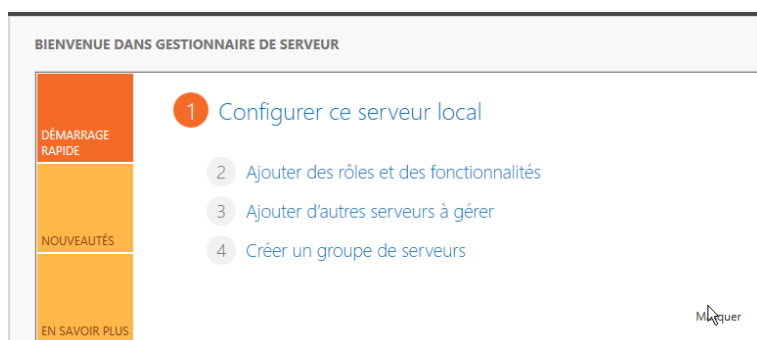 BIENVENUE DANS GESTIONNAIRE DE SERVEUR
DÉMARRAGE
RAPIDE
1 Configurer ce serveur local
2 Ajouter des rôles et des fonctionnalités
3 Ajouter d'autres serveurs à gérer
NOUVEAUTÉS
4 Créer un groupe de serveurs
EN SAVOIR PLUS